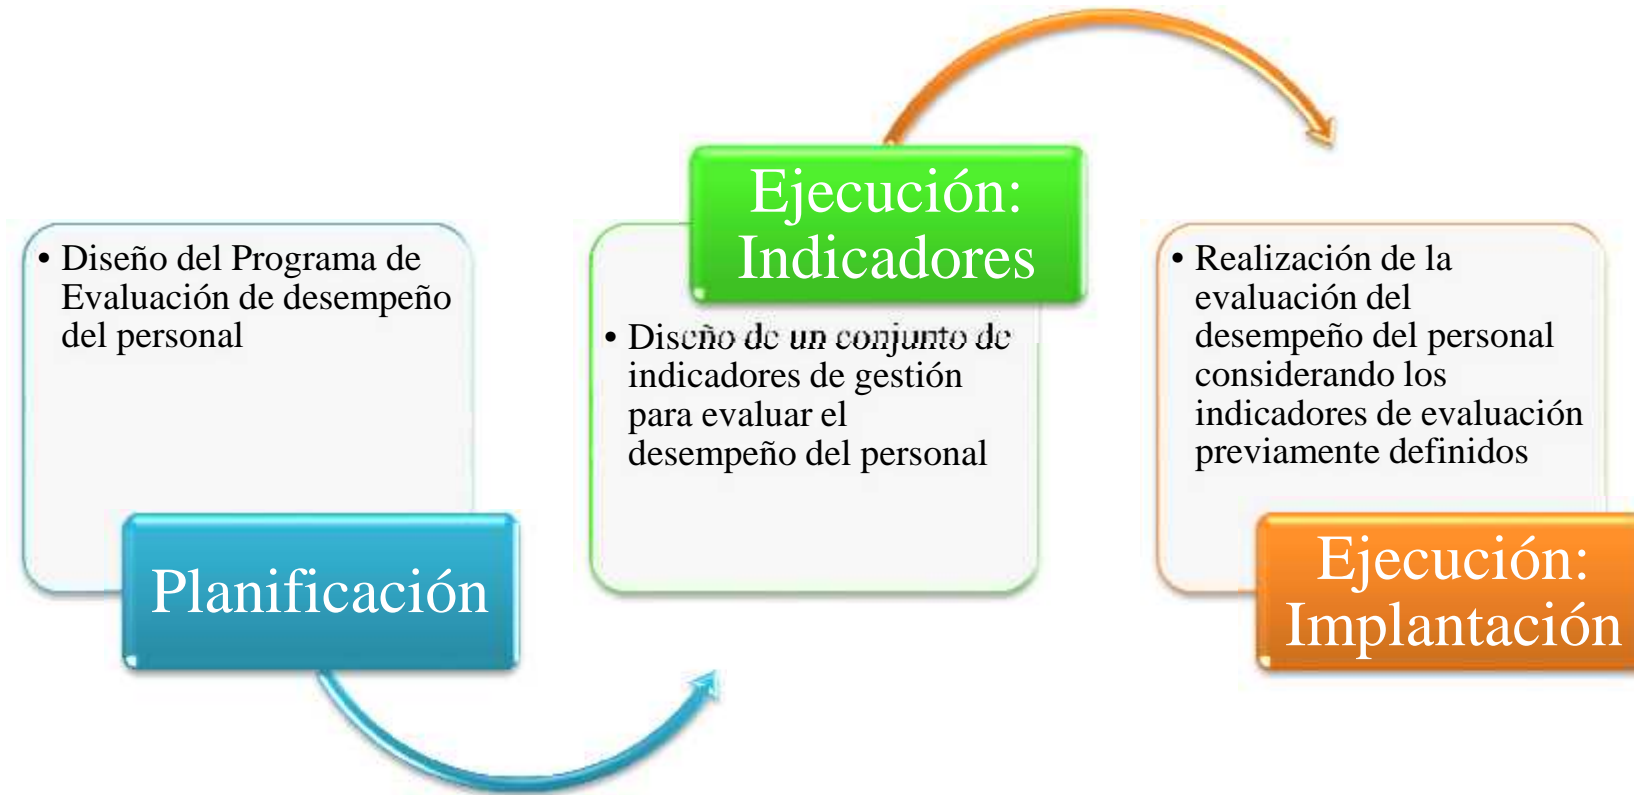 • Diseño del Programa de
Evaluación de desempeño
del personal
Planificación
Ejecución:
Indicadores
• Diseño de un conjunto de
indicadores de gestión
para evaluar el
desempeño del personal
• Realización de la
evaluación del
desempeño del personal
considerando los
indicadores de evaluación
previamente definidos
Ejecución:
Implantación